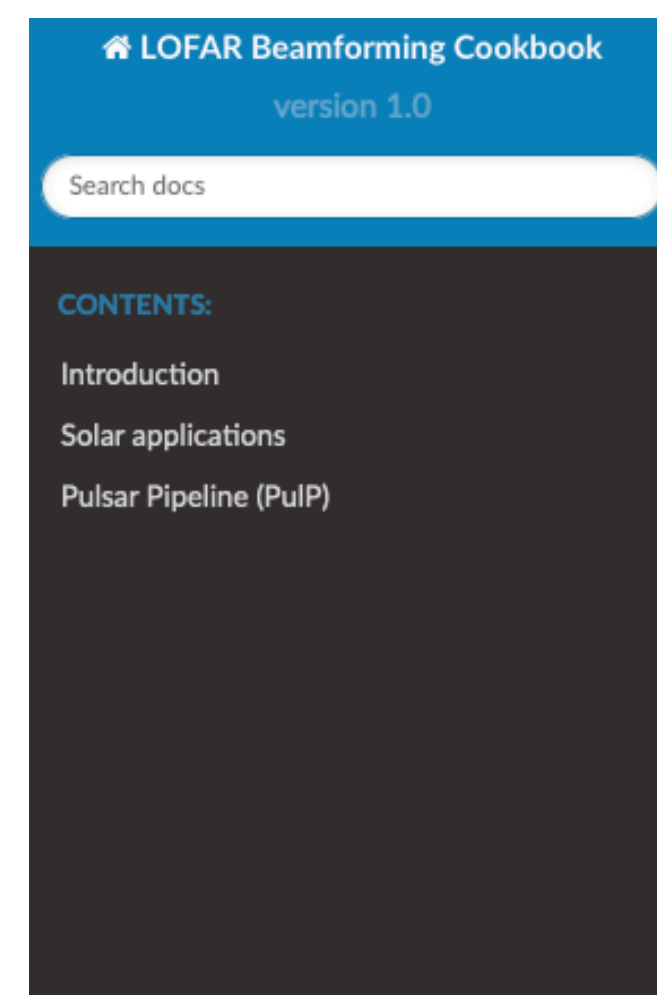 LOFAR Beamforming Cookbook
version 1.0
Search docs
CONTENTS:
Introduction
Solar applications
Pulsar Pipeline (PulP)